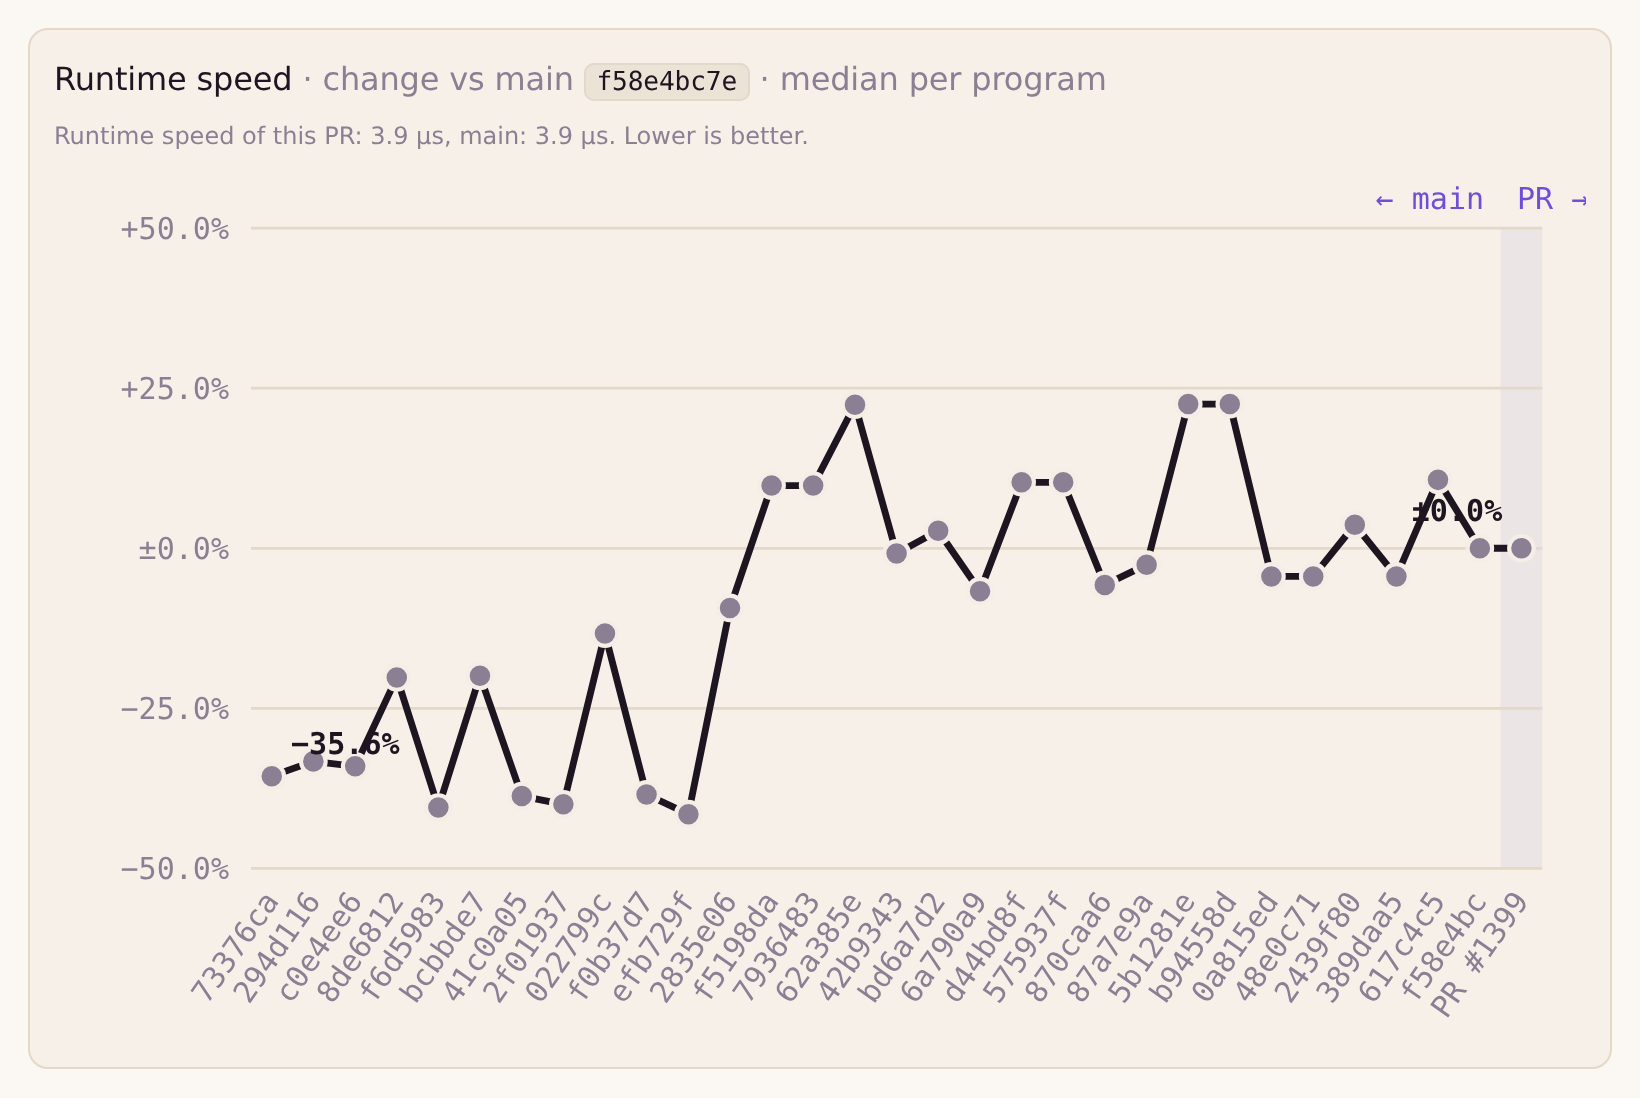 Runtime speed · change vs main f58e4bc7e · median per program
Runtime speed of this PR: 3.9 µs, main: 3.9 µs. Lower is better.
← main PR →
+50.0%
+25.0%
±0.0%
−25.0%
−50.0%
−35.6%
±0.0%
73376ca
294d116
c0e4ee6
8de6812
f6d5983
bcbbde7
41c0a05
2f01937
022799c
f0b37d7
efb729f
2835e06
f5198da
7936483
62a385e
42b9343
bd6a7d2
6a790a9
d44bd8f
575937f
870caa6
87a7e9a
5b1281e
b94558d
0a815ed
48e0c71
2439f80
389daa5
617c4c5
f58e4bc
PR #1399